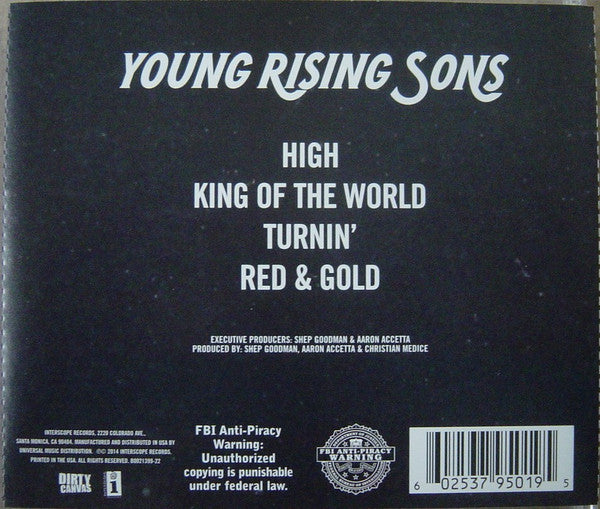 YOUNG RISING SONS
HIGH
KING OF THE WORLD
TURNIN'
RED & GOLD
EXECUTIVE PRODUCERS: SHEP GOODMAN & AARON ACCETTA
PRODUCED BY: SHEP GOODMAN, AARON ACCETTA & CHRISTIAN MEDICE
INTERSCOPE RECORDS, 2220 COLORADO AVE.,
SANTA MONICA, CA 90404. MANUFACTURED AND DISTRIBUTED IN USA BY
UNIVERSAL MUSIC DISTRIBUTION. ℗© 2014 INTERSCOPE RECORDS.
PRINTED IN THE USA. ALL RIGHTS RESERVED. B0021399-22
DIRTY
CANVAS
i
FBI Anti-Piracy
Warning:
Unauthorized
copying is punishable
under federal law.
FBI ANTI-PIRACY
WARNING
6 02537 95019 5